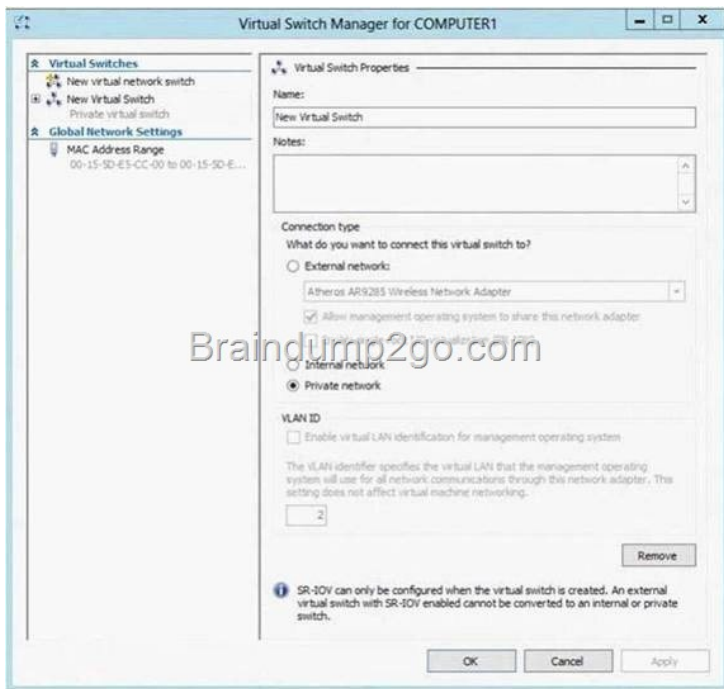 Virtual Switch Manager for COMPUTER1
Virtual Switches
New virtual network switch
New Virtual Switch
Private virtual switch
Global Network Settings
MAC Address Range
00-15-5D-E5-CC-00 to 00-15-5D-E...
Virtual Switch Properties
Name:
New Virtual Switch
Notes:
Connection type
What do you want to connect this virtual switch to?
External network:
Atheros AR9285 Wireless Network Adapter
Allow management operating system to share this network adapter
Braindump2go.com
Internal network
Private network
VLAN ID
Enable virtual LAN identification for management operating system
The VLAN identifier specifies the virtual LAN that the management operating
system will use for all network communications through this network adapter. This
setting does not affect virtual machine networking.
2
Remove
SR-IOV can only be configured when the virtual switch is created. An external
virtual switch with SR-IOV enabled cannot be converted to an internal or private
switch.
OK
Cancel
Apply